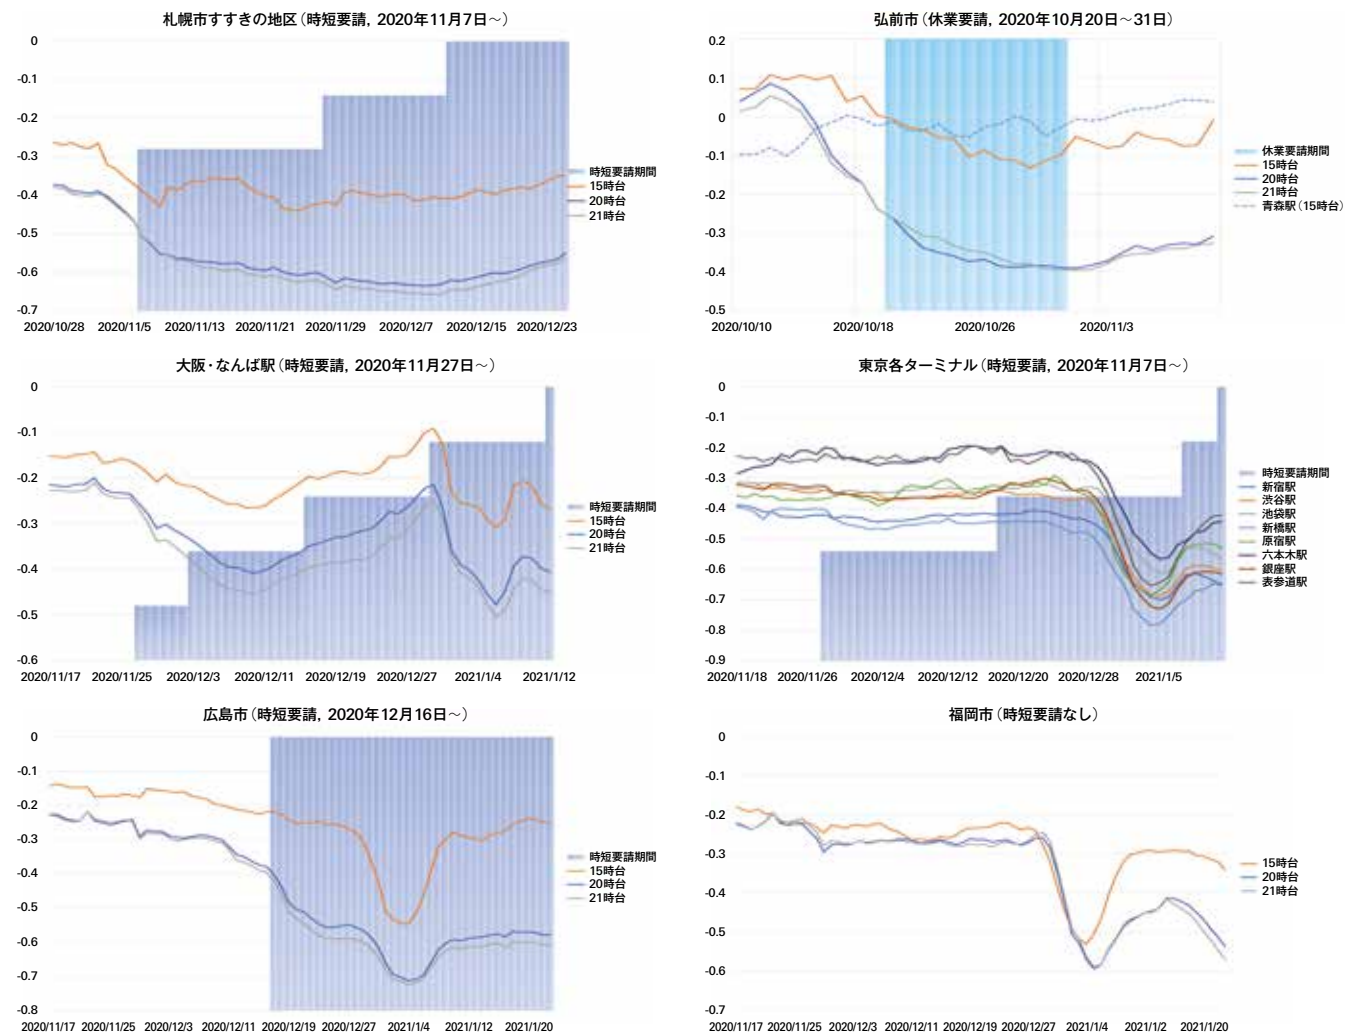 札幌市すすきの地区（時短要請，2020年11月7日～）
0
-0.1
-0.2
-0.3
-0.4
-0.5
-0.6
-0.7
2020/10/28 2020/11/5 2020/11/13 2020/11/21 2020/11/29 2020/12/7 2020/12/15 2020/12/23
時短要請期間
15時台
20時台
21時台
弘前市（休業要請，2020年10月20日～31日）
0.2
0.1
0
-0.1
-0.2
-0.3
-0.4
-0.5
2020/10/10 2020/10/18 2020/10/26 2020/11/3
休業要請期間
15時台
20時台
21時台
青森駅（15時台）
大阪・なんば駅（時短要請，2020年11月27日～）
0
-0.1
-0.2
-0.3
-0.4
-0.5
-0.6
2020/11/17 2020/11/25 2020/12/3 2020/12/11 2020/12/19 2020/12/27 2021/1/4 2021/1/12
時短要請期間
15時台
20時台
21時台
東京各ターミナル（時短要請，2020年11月7日～）
0
-0.1
-0.2
-0.3
-0.4
-0.5
-0.6
-0.7
-0.8
-0.9
2020/11/18 2020/11/26 2020/12/4 2020/12/12 2020/12/20 2020/12/28 2021/1/5
時短要請期間
新宿駅
渋谷駅
池袋駅
新橋駅
原宿駅
六本木駅
銀座駅
表参道駅
広島市（時短要請，2020年12月16日～）
0
-0.1
-0.2
-0.3
-0.4
-0.5
-0.6
-0.7
-0.8
2020/11/17 2020/11/25 2020/12/3 2020/12/11 2020/12/19 2020/12/27 2021/1/4 2021/1/12 2021/1/20
時短要請期間
15時台
20時台
21時台
福岡市（時短要請なし）
0
-0.1
-0.2
-0.3
-0.4
-0.5
-0.6
-0.7
2020/11/17 2020/11/25 2020/12/3 2020/12/11 2020/12/19 2020/12/27 2021/1/4 2021/1/2 2021/1/20
15時台
20時台
21時台